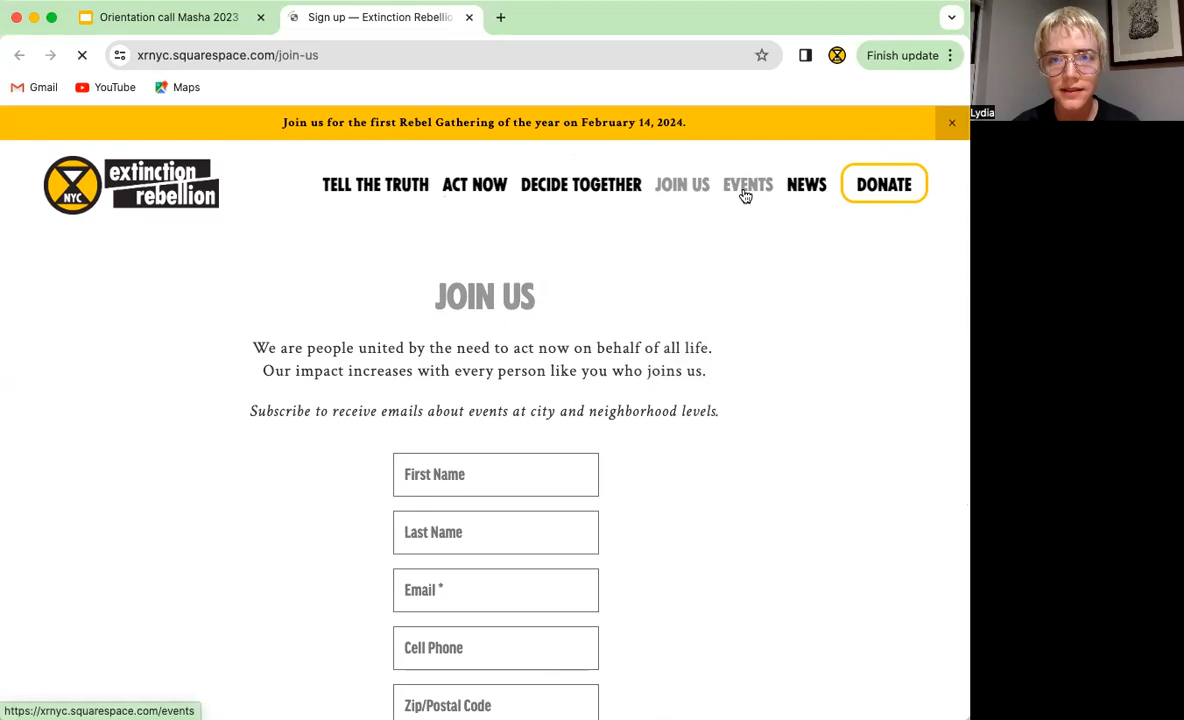 Orientation call Masha 2023
Sign up — Extinction Rebellio
xrnyc.squarespace.com/join-us
Finish update
Gmail
YouTube
Maps
Join us for the first Rebel Gathering of the year on February 14, 2024.
Lydia
NYC
extinction
rebellion
TELL THE TRUTH
ACT NOW
DECIDE TOGETHER
JOIN US
EVENTS
NEWS
DONATE
JOIN US
We are people united by the need to act now on behalf of all life.
Our impact increases with every person like you who joins us.
Subscribe to receive emails about events at city and neighborhood levels.
First Name
Last Name
Email *
Cell Phone
Zip/Postal Code
https://xrnyc.squarespace.com/events